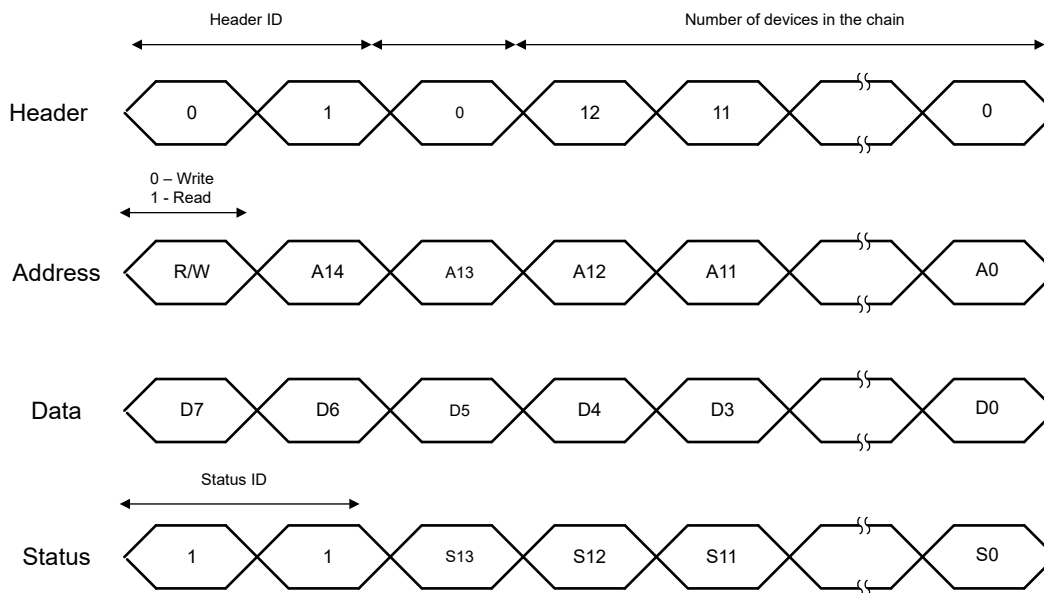 Header ID
Number of devices in the chain
Header 0 1 0 12 11 0
0 – Write
1 - Read
Address R/W A14 A13 A12 A11 A0
Data D7 D6 D5 D4 D3 D0
Status ID
Status 1 1 S13 S12 S11 S0